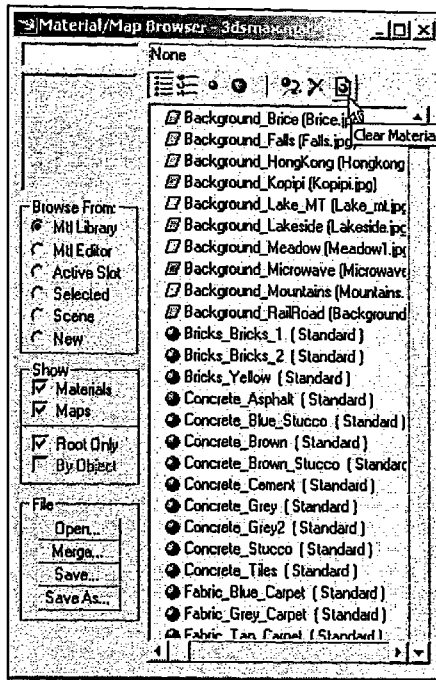 Material/Map Browser - 3dsmax.mat
None
Clear Materia
Background_Brice (Brice.jp
Background_Falls (Falls.jpg)
Background_HongKong (Hongkong
Background_Kopipi (Kopipi.jpg)
Background_Lake_MT (Lake_mt.jpg
Background_Lakeside (Lakeside.jpg
Background_Meadow (Meadow1.jpg
Background_Microwave (Microwave
Background_Mountains (Mountains.
Background_RailRoad (Background
Bricks_Bricks_1 ( Standard )
Bricks_Bricks_2 ( Standard )
Bricks_Yellow ( Standard )
Concrete_Asphalt ( Standard )
Concrete_Blue_Stucco ( Standard )
Concrete_Brown ( Standard )
Concrete_Brown_Stucco ( Standarc
Concrete_Cement ( Standard )
Concrete_Grey ( Standard )
Concrete_Grey2 ( Standard )
Concrete_Stucco ( Standard )
Concrete_Tiles ( Standard )
Fabric_Blue_Carpet ( Standard )
Fabric_Grey_Carpet ( Standard )
Fabric_Tan_Carpet ( Standard )
Browse From:
Mtl Library
Mtl Editor
Active Slot
Selected
Scene
New
Show
Materials
Maps
Root Only
By Object
File
Open...
Merge...
Save...
Save As...